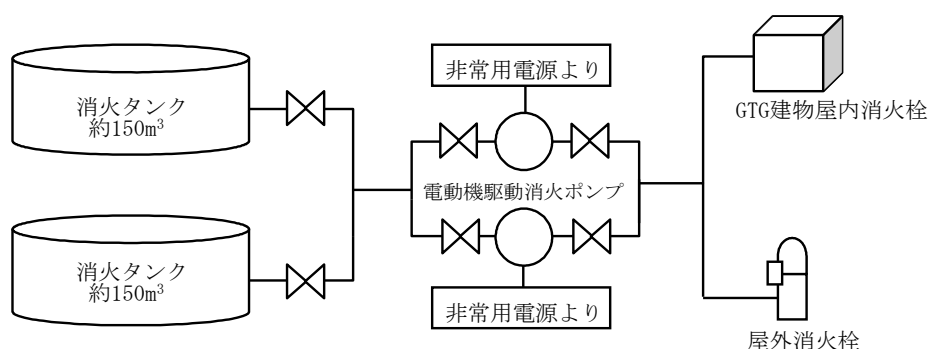 非常用電源より
消火タンク
約150m³
GTG建物屋内消火栓
電動機駆動消火ポンプ
消火タンク
約150m³
非常用電源より
屋外消火栓